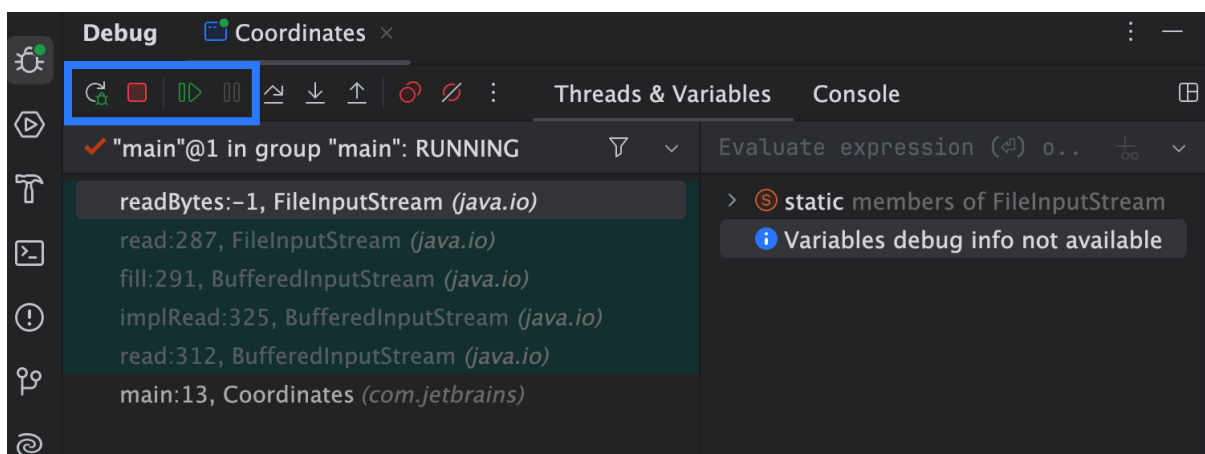 Debug Coordinates
Threads & Variables Console
"main"@1 in group "main": RUNNING
Evaluate expression (⏎) o..
readBytes:–1, FileInputStream (java.io)
read:287, FileInputStream (java.io)
fill:291, BufferedInputStream (java.io)
implRead:325, BufferedInputStream (java.io)
read:312, BufferedInputStream (java.io)
main:13, Coordinates (com.jetbrains)
static members of FileInputStream
Variables debug info not available